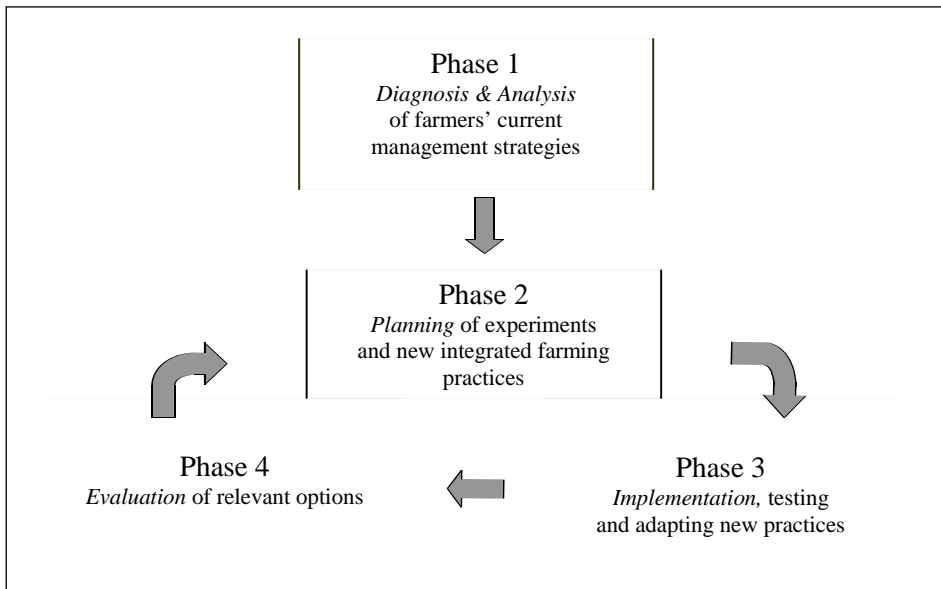 Phase 1
Diagnosis & Analysis
of farmers’ current
management strategies
Phase 2
Planning of experiments
and new integrated farming
practices
Phase 4
Evaluation of relevant options
Phase 3
Implementation, testing
and adapting new practices